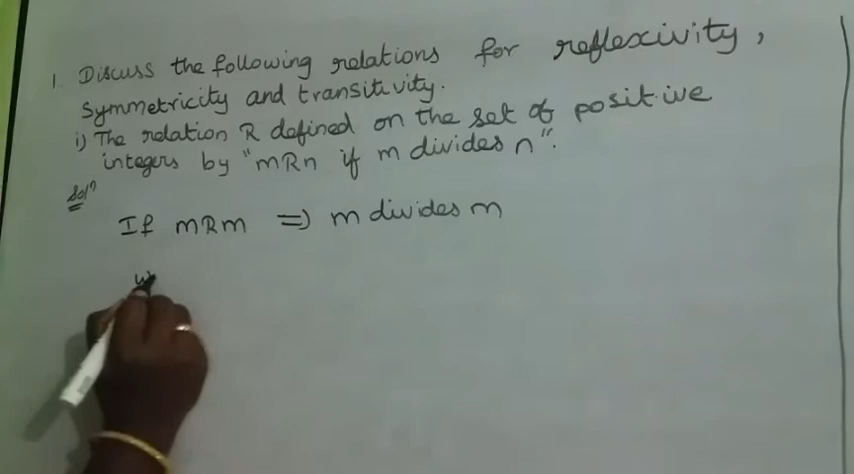 1. Discuss the following relations for reflexivity,
symmetricity and transitivity.
i) The relation R defined on the set of positive
integers by "mRn if m divides n".
Solⁿ
If mRm => m divides m
w